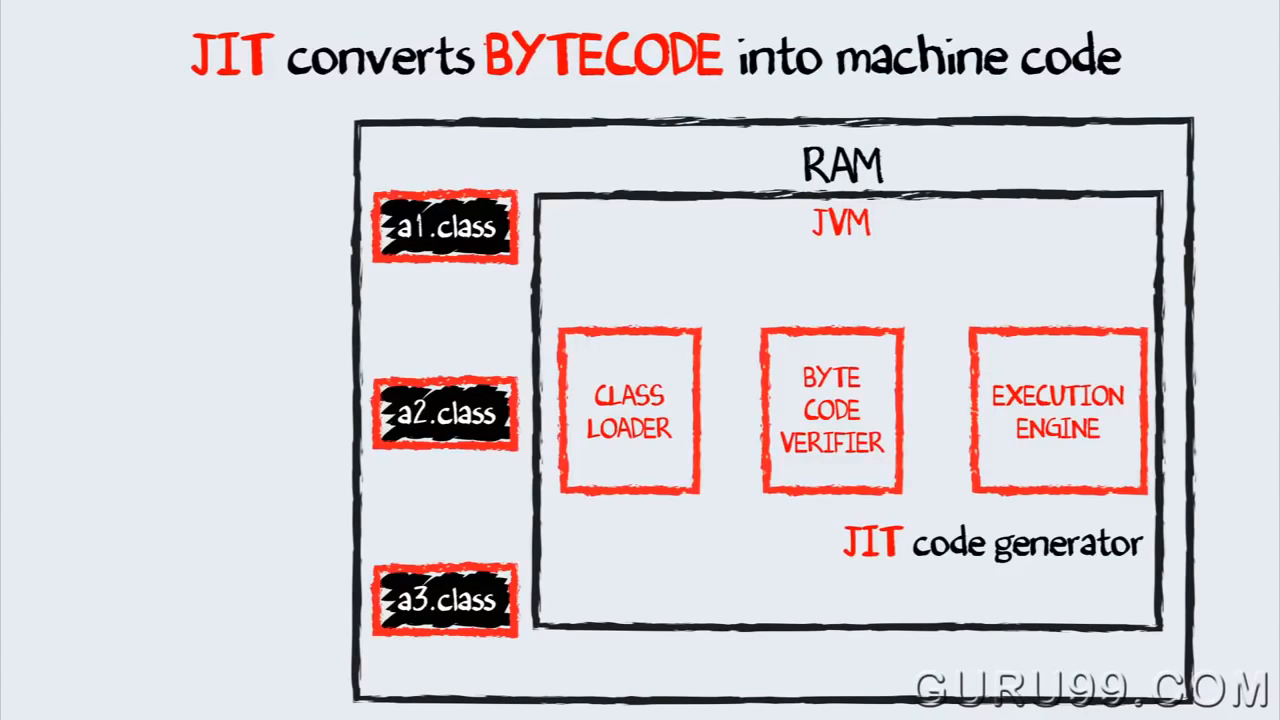 JIT converts BYTECODE into machine code
RAM
JVM
a1.class
a2.class
a3.class
CLASS
LOADER
BYTE
CODE
VERIFIER
EXECUTION
ENGINE
JIT code generator
GURU99.COM